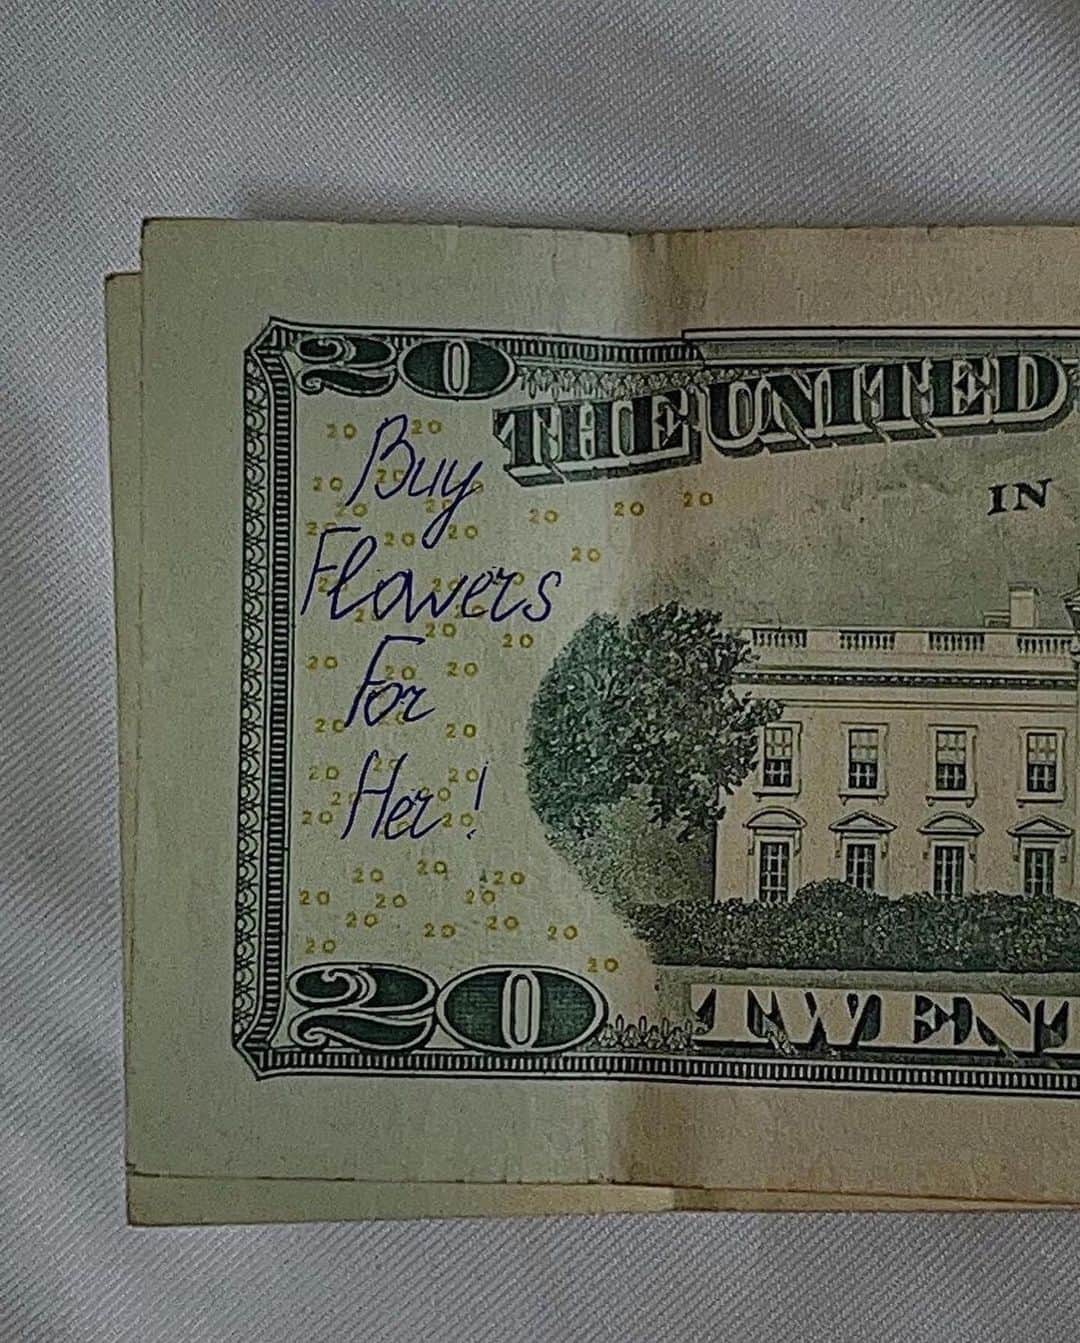 20
THE UNITED
Buy
IN
Flowers
For
Her!
20
TWENT